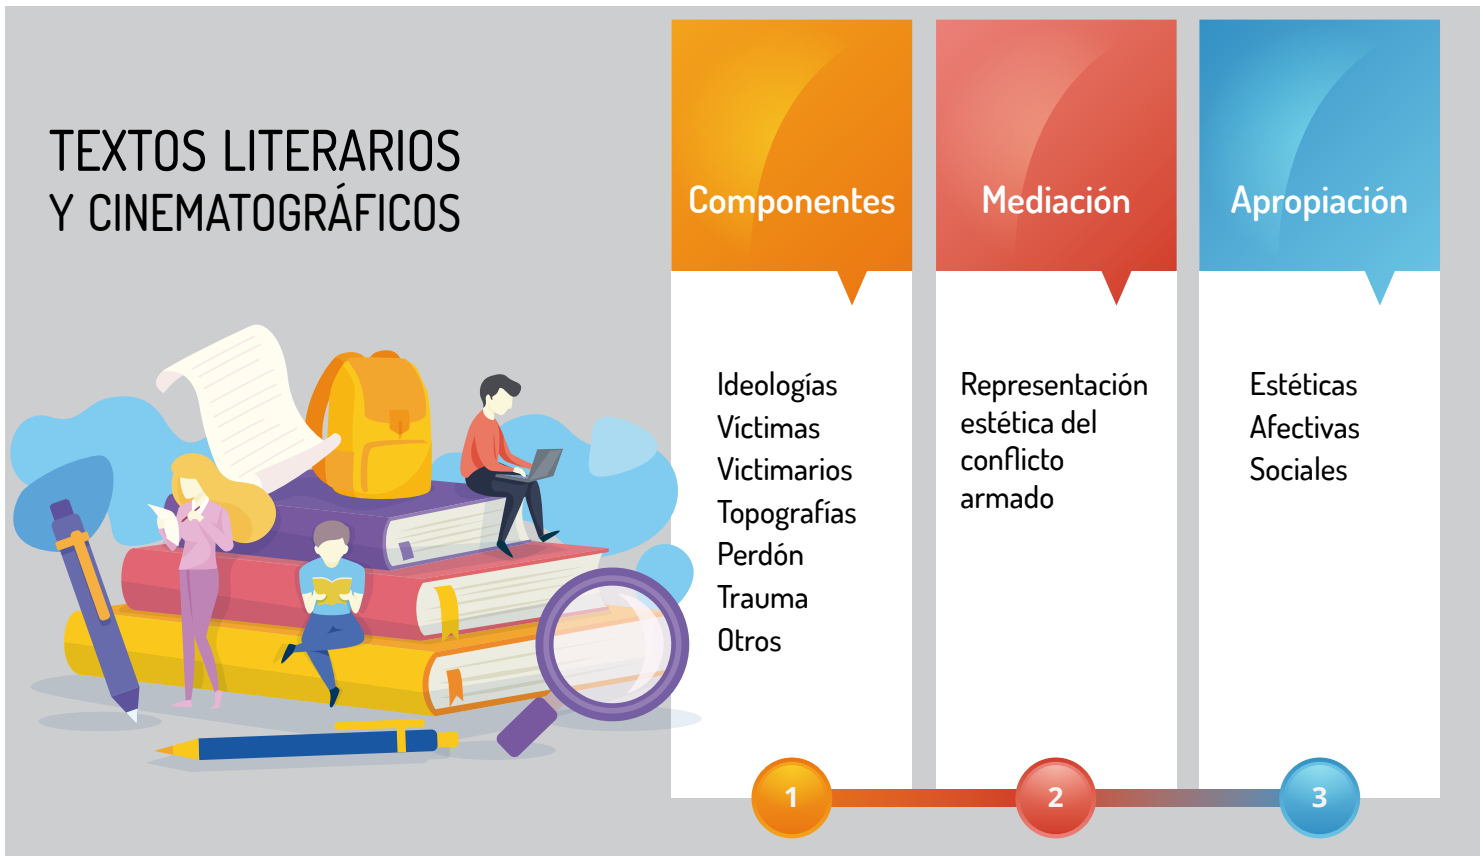 TEXTOS LITERARIOS
Y CINEMATOGRÁFICOS
Componentes
Ideologías
Víctimas
Victimarios
Topografías
Perdón
Trauma
Otros
1
Mediación
Representación
estética del
conflicto
armado
2
Apropiación
Estéticas
Afectivas
Sociales
3